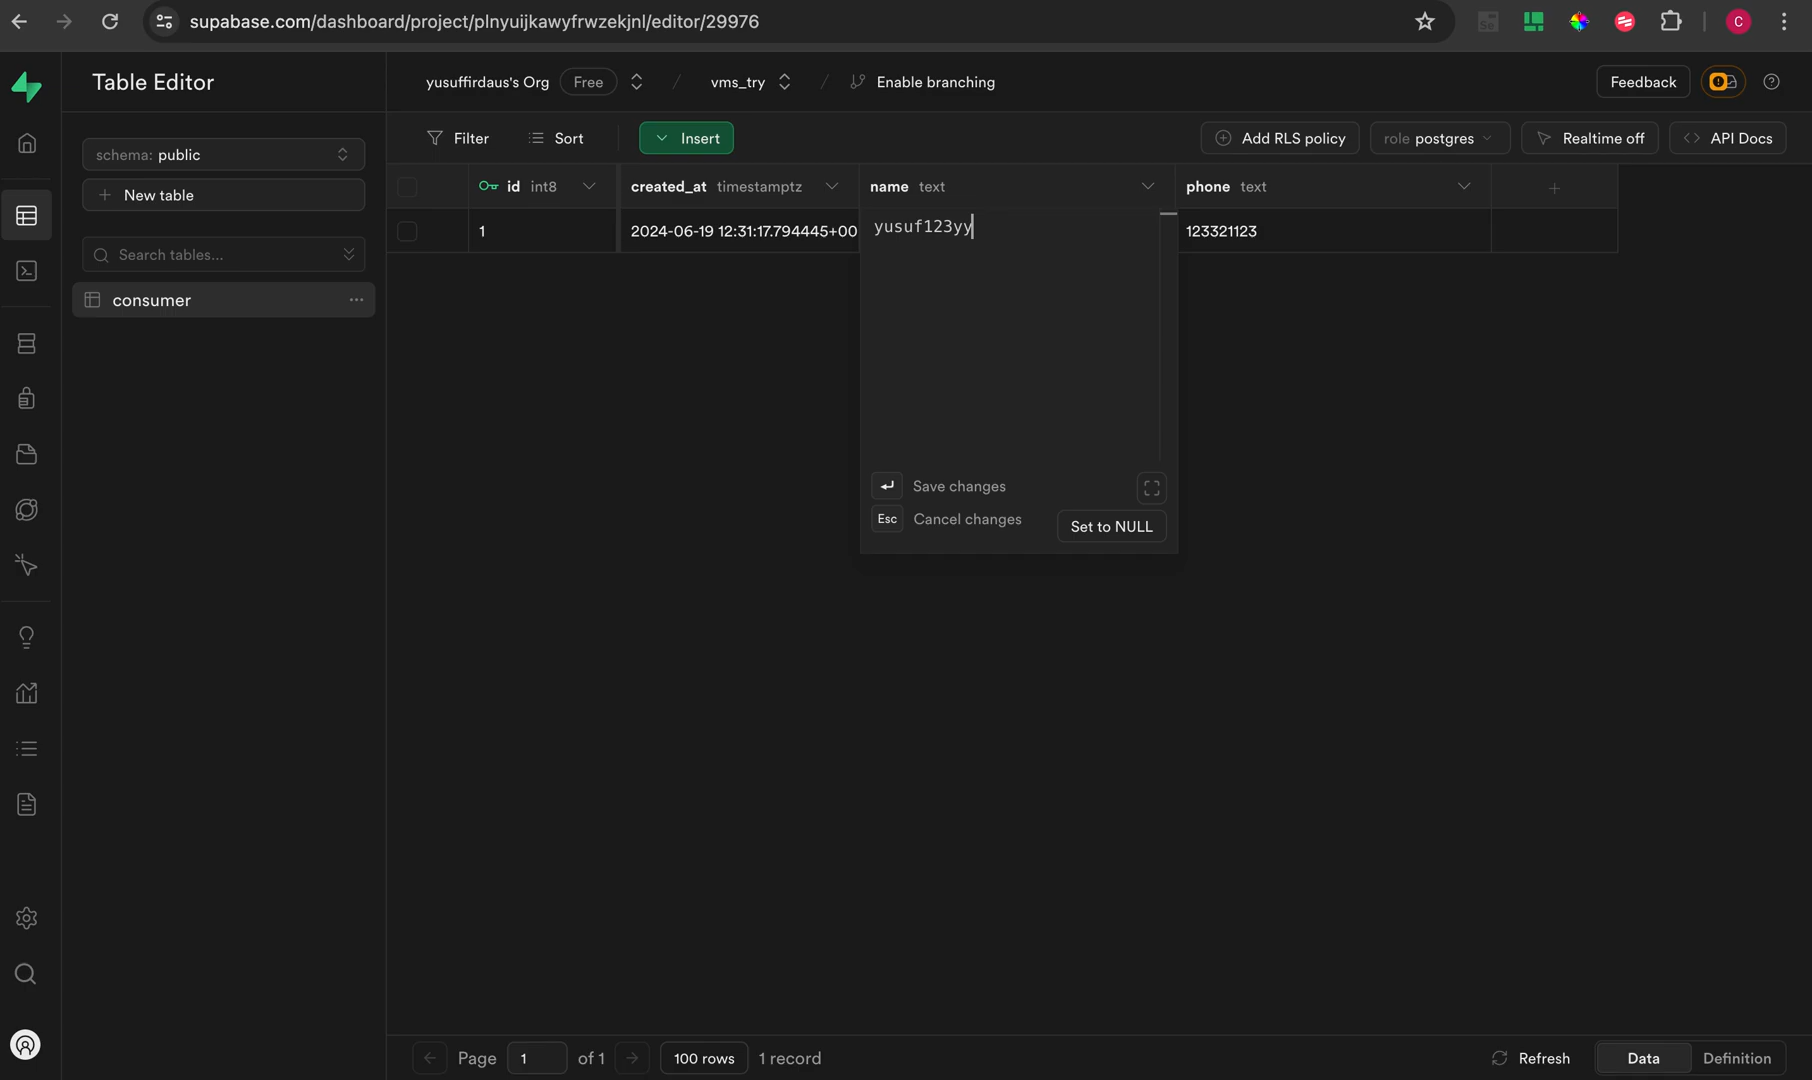 supabase.com/dashboard/project/plnyuijkawyfrwzekjnl/editor/29976
C
Table Editor
yusuffirdaus's Org Free / vms_try / Enable branching
Feedback
schema: public
Filter Sort Insert
Add RLS policy role postgres Realtime off API Docs
New table
id int8 created_at timestamptz name text phone text
1 2024-06-19 12:31:17.794445+00 yusuf123yy 123321123
Search tables...
consumer
Save changes
Esc Cancel changes
Set to NULL
Page 1 of 1 100 rows 1 record
Refresh Data Definition